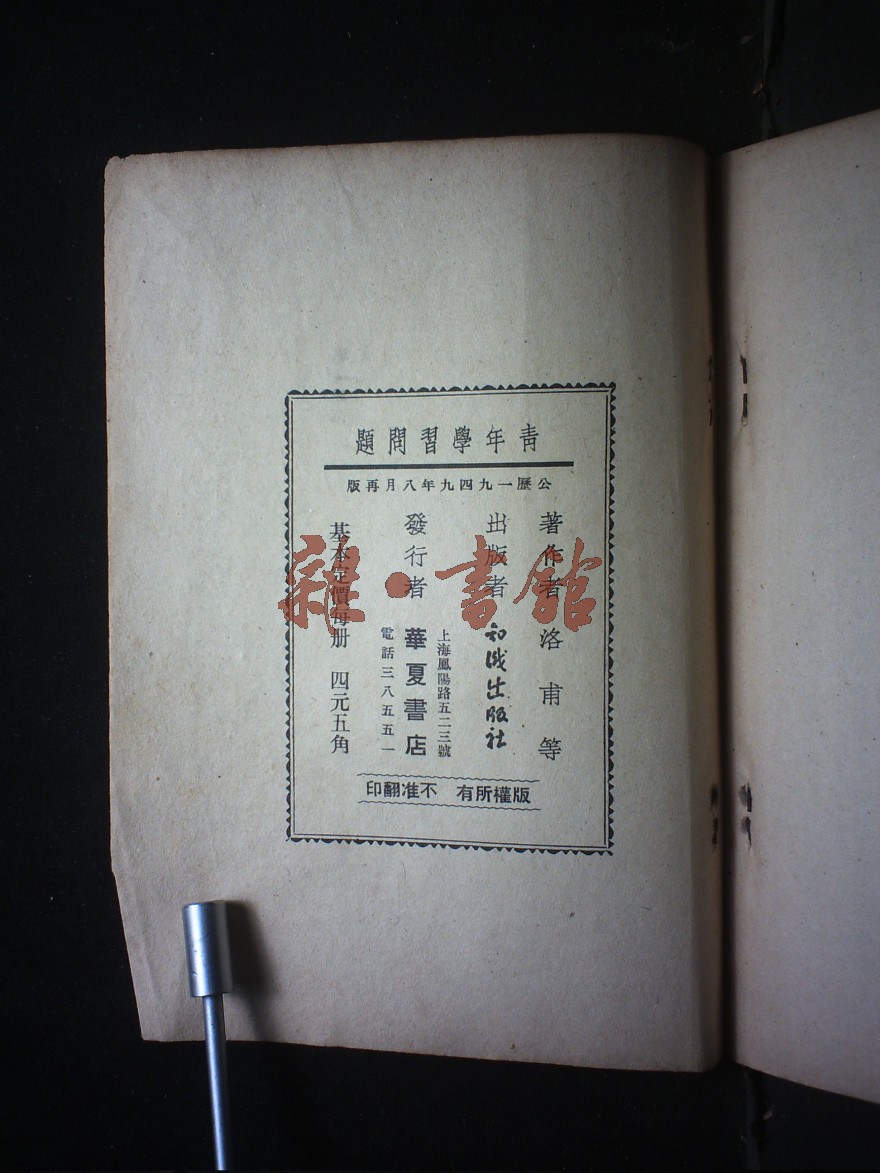 青年學習問題
公歷一九四九年八月再版
著作者 洛甫等
出版者 知識出版社
發行者 華夏書店
上海鳳陽路五二三號
電話三八五五一
基本定價每册 四元五角
版權所有 不准翻印
雜·書館